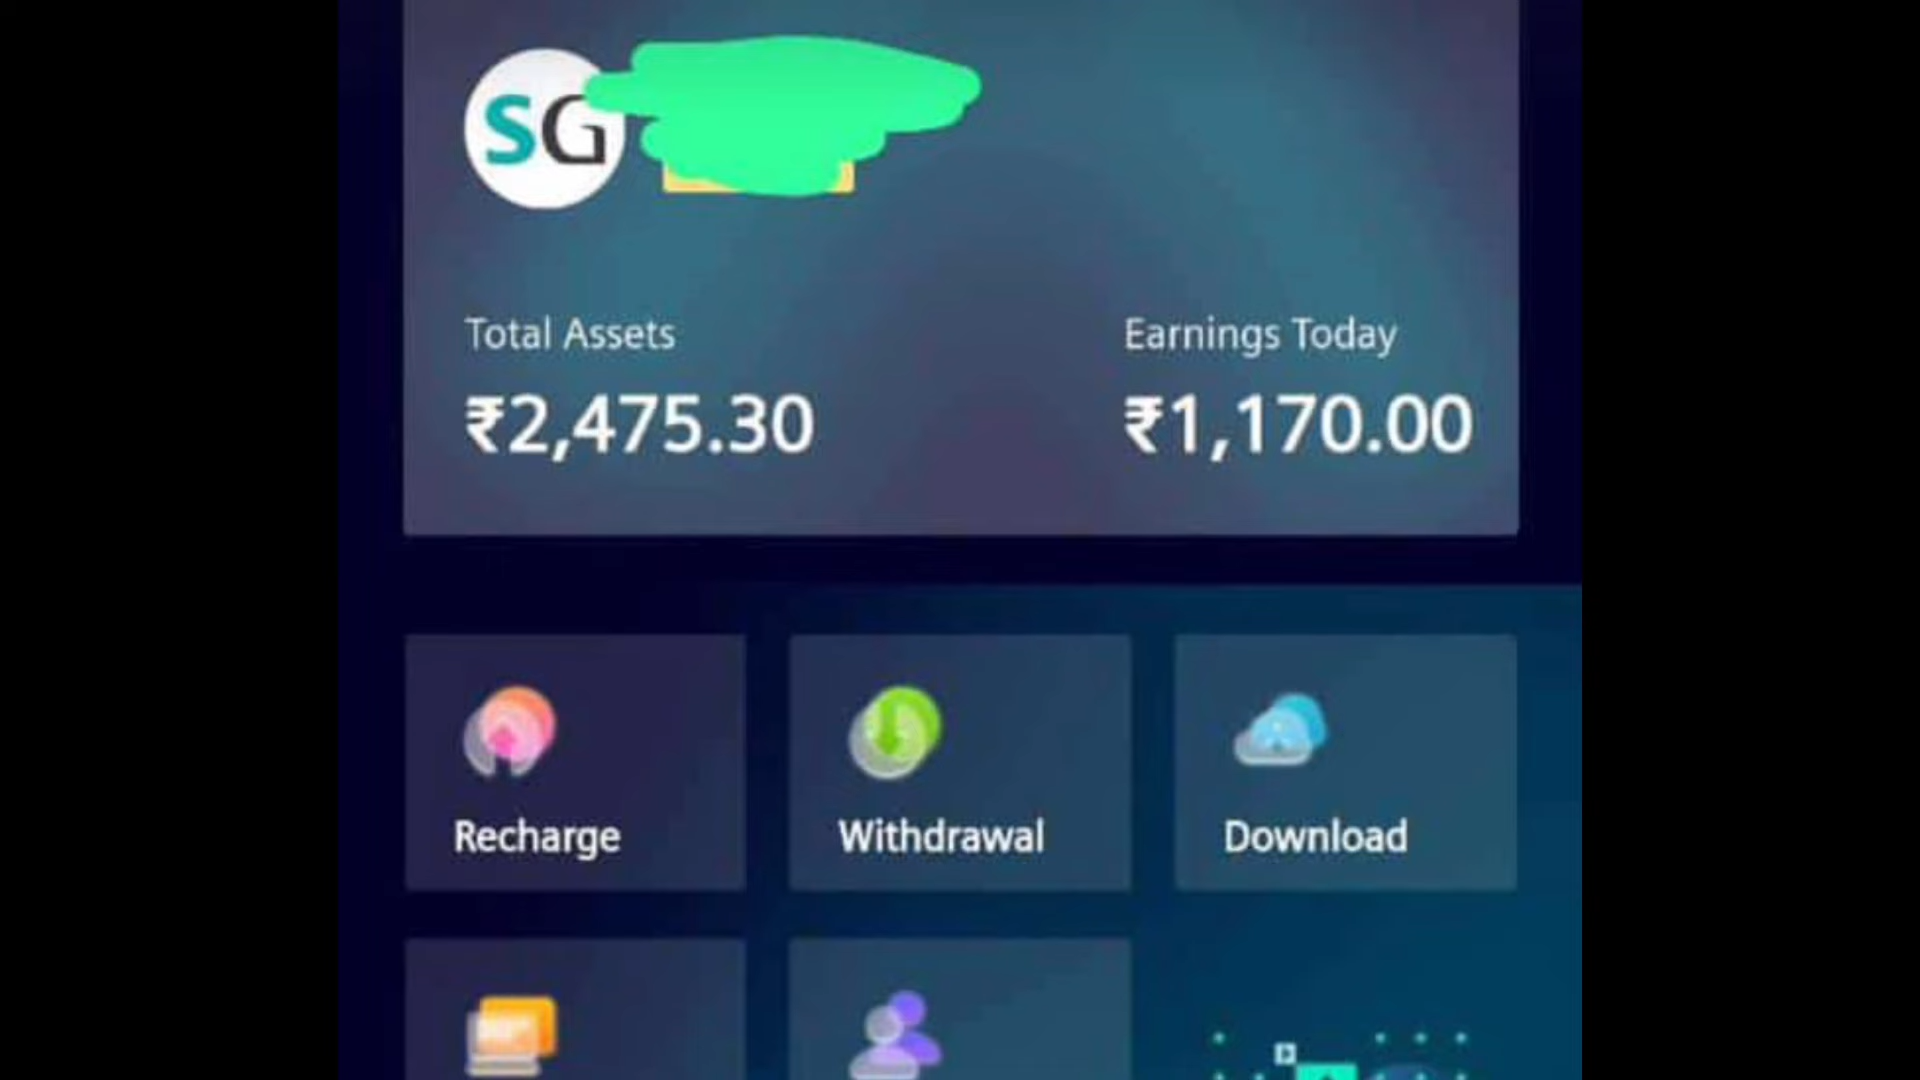 SG
Total Assets
Earnings Today
₹2,475.30
₹1,170.00
Recharge
Withdrawal
Download